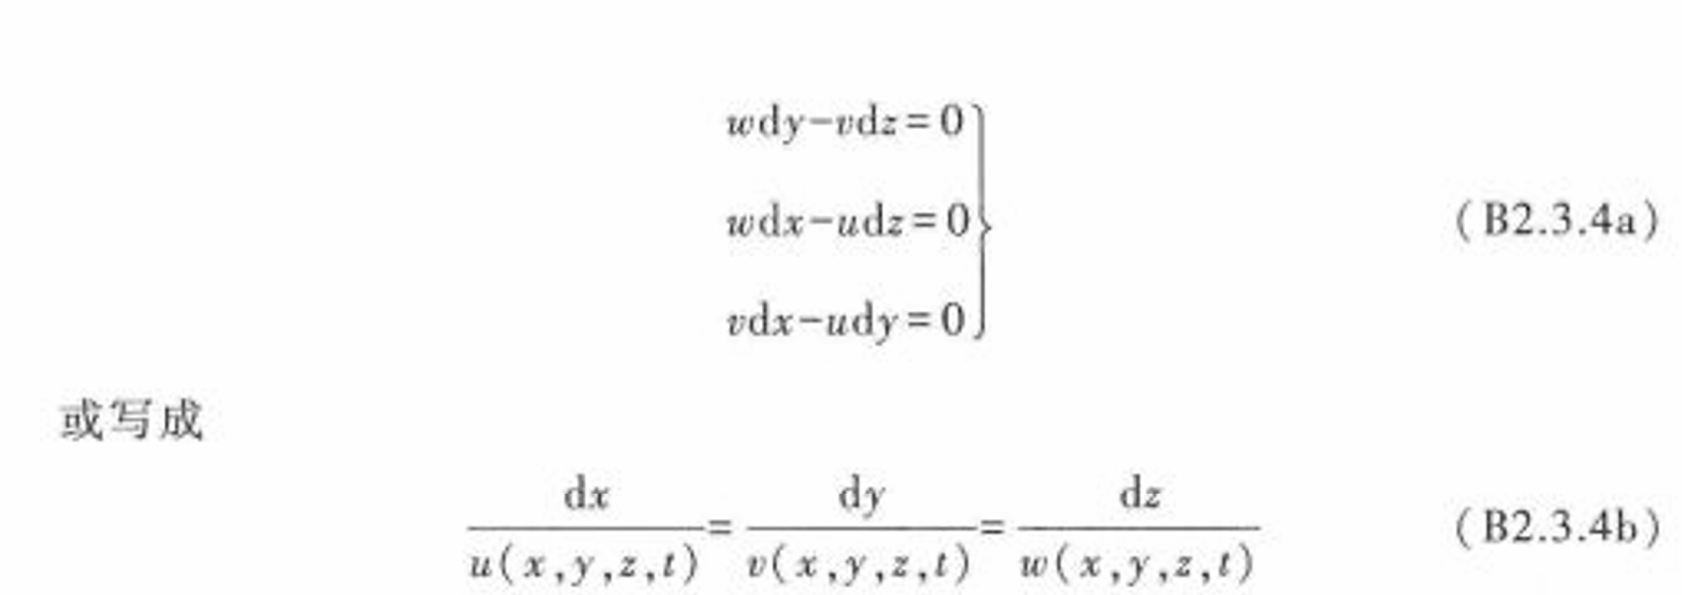 wdy-vdz=0
wdx-udz=0 (B2.3.4a)
vdx-udy=0
或写成
dx/u(x,y,z,t)=dy/v(x,y,z,t)=dz/w(x,y,z,t) (B2.3.4b)